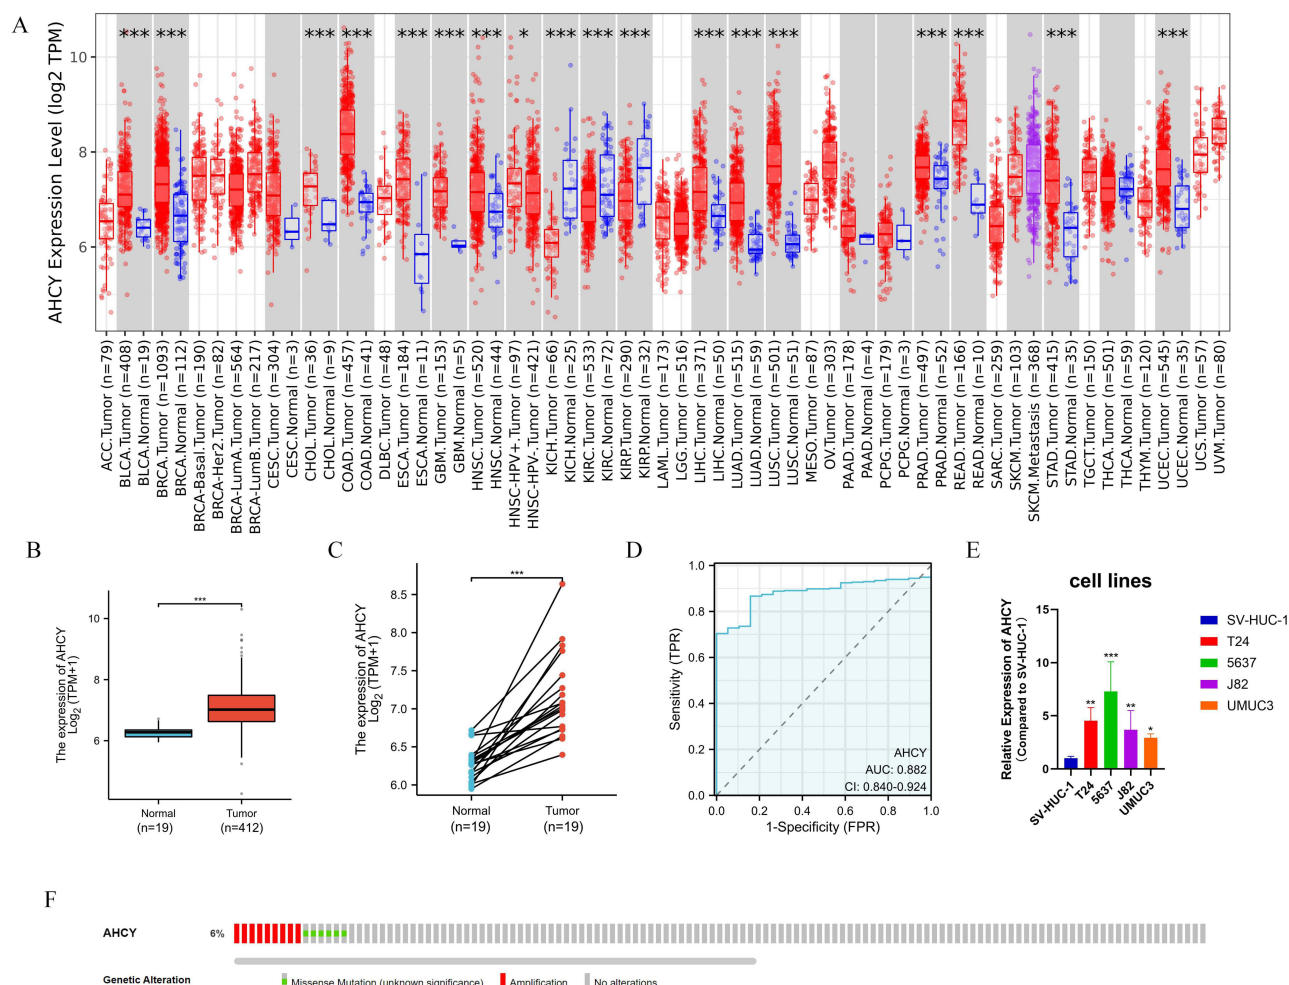 A
AHCY Expression Level (log2 TPM)
10
8
6
*** *** *** *** *** *** *** * *** *** *** *** *** *** *** *** *** ***
ACC.Tumor (n=79)
BLCA.Tumor (n=408)
BLCA.Normal (n=19)
BRCA.Tumor (n=1093)
BRCA.Normal (n=112)
BRCA-Basal.Tumor (n=190)
BRCA-Her2.Tumor (n=82)
BRCA-LumA.Tumor (n=564)
BRCA-LumB.Tumor (n=217)
CESC.Tumor (n=304)
CESC.Normal (n=3)
CHOL.Tumor (n=36)
CHOL.Normal (n=9)
COAD.Tumor (n=457)
COAD.Normal (n=41)
DLBC.Tumor (n=48)
ESCA.Tumor (n=184)
ESCA.Normal (n=11)
GBM.Tumor (n=153)
GBM.Normal (n=5)
HNSC.Tumor (n=520)
HNSC.Normal (n=44)
HNSC-HPV+.Tumor (n=97)
HNSC-HPV-.Tumor (n=421)
KICH.Tumor (n=66)
KICH.Normal (n=25)
KIRC.Tumor (n=533)
KIRC.Normal (n=72)
KIRP.Tumor (n=290)
KIRP.Normal (n=32)
LAML.Tumor (n=173)
LGG.Tumor (n=516)
LIHC.Tumor (n=371)
LIHC.Normal (n=50)
LUAD.Tumor (n=515)
LUAD.Normal (n=59)
LUSC.Tumor (n=501)
LUSC.Normal (n=51)
MESO.Tumor (n=87)
OV.Tumor (n=303)
PAAD.Tumor (n=178)
PAAD.Normal (n=4)
PCPG.Tumor (n=179)
PCPG.Normal (n=3)
PRAD.Tumor (n=497)
PRAD.Normal (n=52)
READ.Tumor (n=166)
READ.Normal (n=10)
SARC.Tumor (n=259)
SKCM.Tumor (n=103)
SKCM.Metastasis (n=368)
STAD.Tumor (n=415)
STAD.Normal (n=35)
TGCT.Tumor (n=150)
THCA.Tumor (n=501)
THCA.Normal (n=59)
THYM.Tumor (n=120)
UCEC.Tumor (n=545)
UCEC.Normal (n=35)
UCS.Tumor (n=57)
UVM.Tumor (n=80)
B
The expression of AHCY
Log2 (TPM+1)
10
8
6
***
Normal
(n=19)
Tumor
(n=412)
C
The expression of AHCY
Log2 (TPM+1)
8.5
8.0
7.5
7.0
6.5
6.0
***
Normal
(n=19)
Tumor
(n=19)
D
Sensitivity (TPR)
1.0
0.8
0.6
0.4
0.2
0.0
AHCY
AUC: 0.882
CI: 0.840-0.924
0.0 0.2 0.4 0.6 0.8 1.0
1-Specificity (FPR)
E
cell lines
Relative Expression of AHCY
(Compared to SV-HUC-1)
15
10
5
0
** *** ** *
SV-HUC-1
T24
5637
J82
UMUC3
SV-HUC-1
T24
5637
J82
UMUC3
F
AHCY 6%
Genetic Alteration Missense Mutation (unknown significance) Amplification No alterations